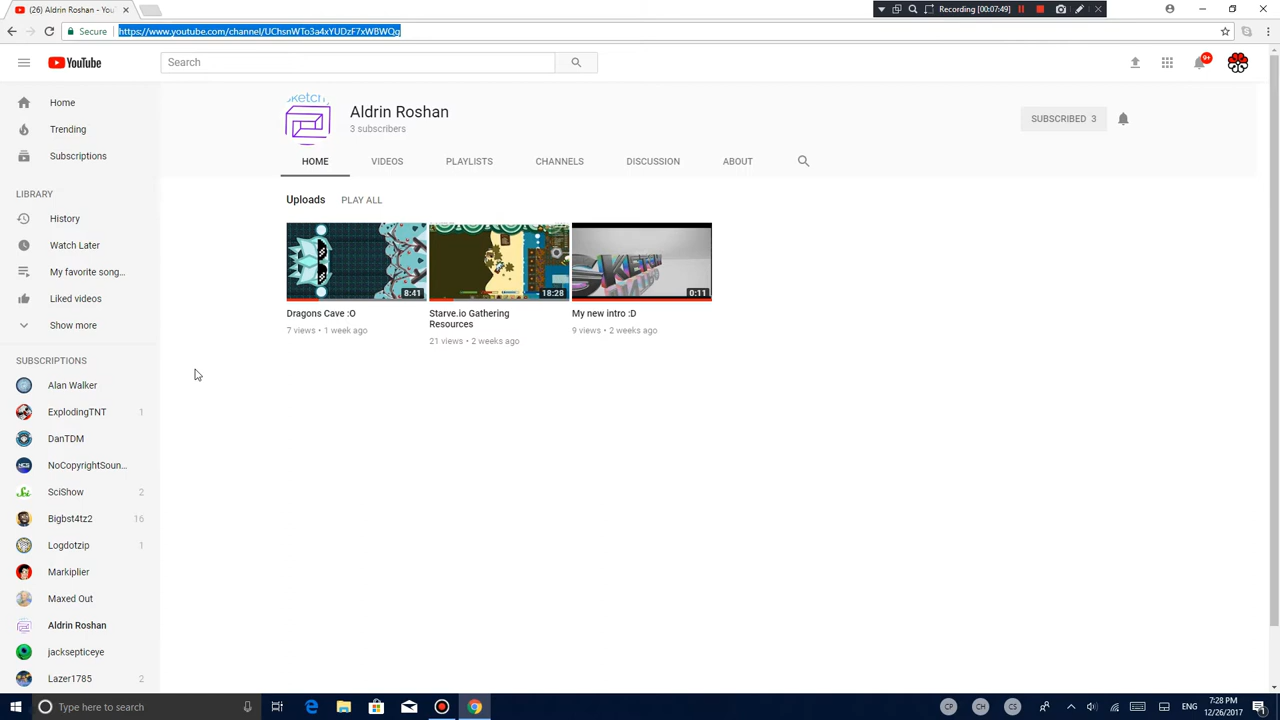 (26) Aldrin Roshan - You
Recording [00:07:49]
Secure
https://www.youtube.com/channel/UChsnWTo3a4xYUDzF7xWBWQg
YouTube
Search
9+
Home
Trending
Subscriptions
LIBRARY
History
Watch Later
My favorite song...
Liked videos
Show more
SUBSCRIPTIONS
Alan Walker
ExplodingTNT 1
DanTDM
NoCopyrightSoun...
SciShow 2
Bigbst4tz2 16
Logdotzip 1
Markiplier
Maxed Out
Aldrin Roshan
jacksepticeye
Lazer1785 2
Aldrin Roshan
3 subscribers
SUBSCRIBED 3
HOME VIDEOS PLAYLISTS CHANNELS DISCUSSION ABOUT
Uploads PLAY ALL
8:41
18:28
0:11
Dragons Cave :O
7 views • 1 week ago
Starve.io Gathering
Resources
21 views • 2 weeks ago
My new intro :D
9 views • 2 weeks ago
Type here to search
CP CH CS
ENG
7:28 PM
12/26/2017
1